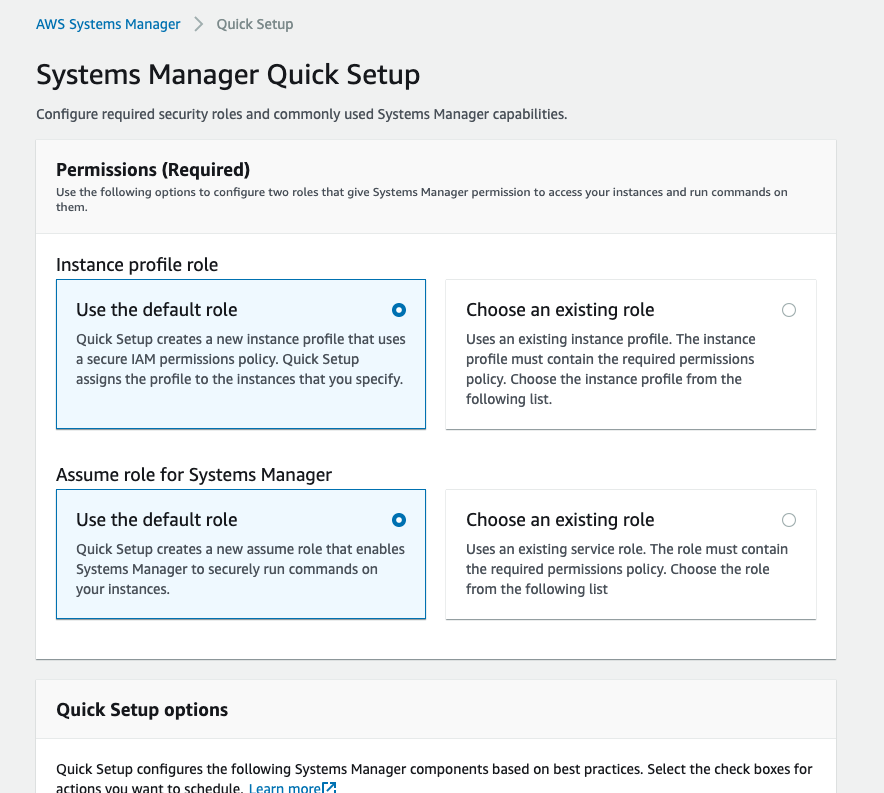 AWS Systems Manager > Quick Setup
Systems Manager Quick Setup
Configure required security roles and commonly used Systems Manager capabilities.
Permissions (Required)
Use the following options to configure two roles that give Systems Manager permission to access your instances and run commands on
them.
Instance profile role
Use the default role
Quick Setup creates a new instance profile that uses
a secure IAM permissions policy. Quick Setup
assigns the profile to the instances that you specify.
Choose an existing role
Uses an existing instance profile. The instance
profile must contain the required permissions
policy. Choose the instance profile from the
following list.
Assume role for Systems Manager
Use the default role
Quick Setup creates a new assume role that enables
Systems Manager to securely run commands on
your instances.
Choose an existing role
Uses an existing service role. The role must contain
the required permissions policy. Choose the role
from the following list
Quick Setup options
Quick Setup configures the following Systems Manager components based on best practices. Select the check boxes for
actions you want to schedule. Learn more